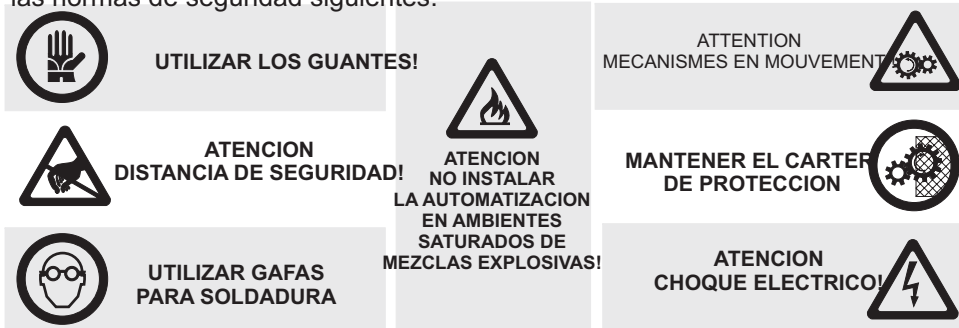 las normas de seguridad siguientes:
UTILIZAR LOS GUANTES!
ATENCION
DISTANCIA DE SEGURIDAD!
UTILIZAR GAFAS
PARA SOLDADURA
ATENCION
NO INSTALAR
LA AUTOMATIZACION
EN AMBIENTES
SATURADOS DE
MEZCLAS EXPLOSIVAS!
ATTENTION
MECANISMES EN MOUVEMENT
MANTENER EL CARTER
DE PROTECCION
ATENCION
CHOQUE ELECTRICO!